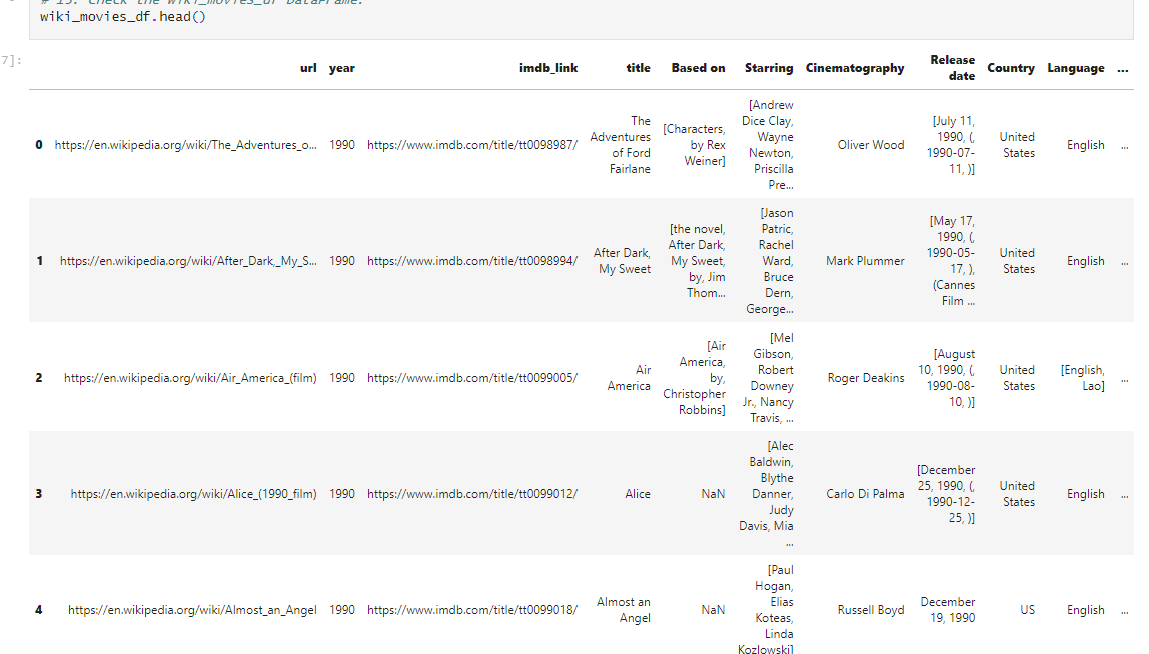 # 15. Check the wiki_movies_df DataFrame.
wiki_movies_df.head()
7]:
url year imdb_link title Based on Starring Cinematography Release date Country Language ...
0 https://en.wikipedia.org/wiki/The_Adventures_o... 1990 https://www.imdb.com/title/tt0098987/ The Adventures of Ford Fairlane [Characters, by Rex Weiner] [Andrew Dice Clay, Wayne Newton, Priscilla Pre... Oliver Wood [July 11, 1990, (, 1990-07-11, )] United States English ...
1 https://en.wikipedia.org/wiki/After_Dark,_My_S... 1990 https://www.imdb.com/title/tt0098994/ After Dark, My Sweet [the novel, After Dark, My Sweet, by, Jim Thom... [Jason Patric, Rachel Ward, Bruce Dern, George... Mark Plummer [May 17, 1990, (, 1990-05-17, ), (Cannes Film ... United States English ...
2 https://en.wikipedia.org/wiki/Air_America_(film) 1990 https://www.imdb.com/title/tt0099005/ Air America [Air America, by, Christopher Robbins] [Mel Gibson, Robert Downey Jr., Nancy Travis, ... Roger Deakins [August 10, 1990, (, 1990-08-10, )] United States [English, Lao] ...
3 https://en.wikipedia.org/wiki/Alice_(1990_film) 1990 https://www.imdb.com/title/tt0099012/ Alice NaN [Alec Baldwin, Blythe Danner, Judy Davis, Mia ... Carlo Di Palma [December 25, 1990, (, 1990-12-25, )] United States English ...
4 https://en.wikipedia.org/wiki/Almost_an_Angel 1990 https://www.imdb.com/title/tt0099018/ Almost an Angel NaN [Paul Hogan, Elias Koteas, Linda Kozlowski] Russell Boyd December 19, 1990 US English ...